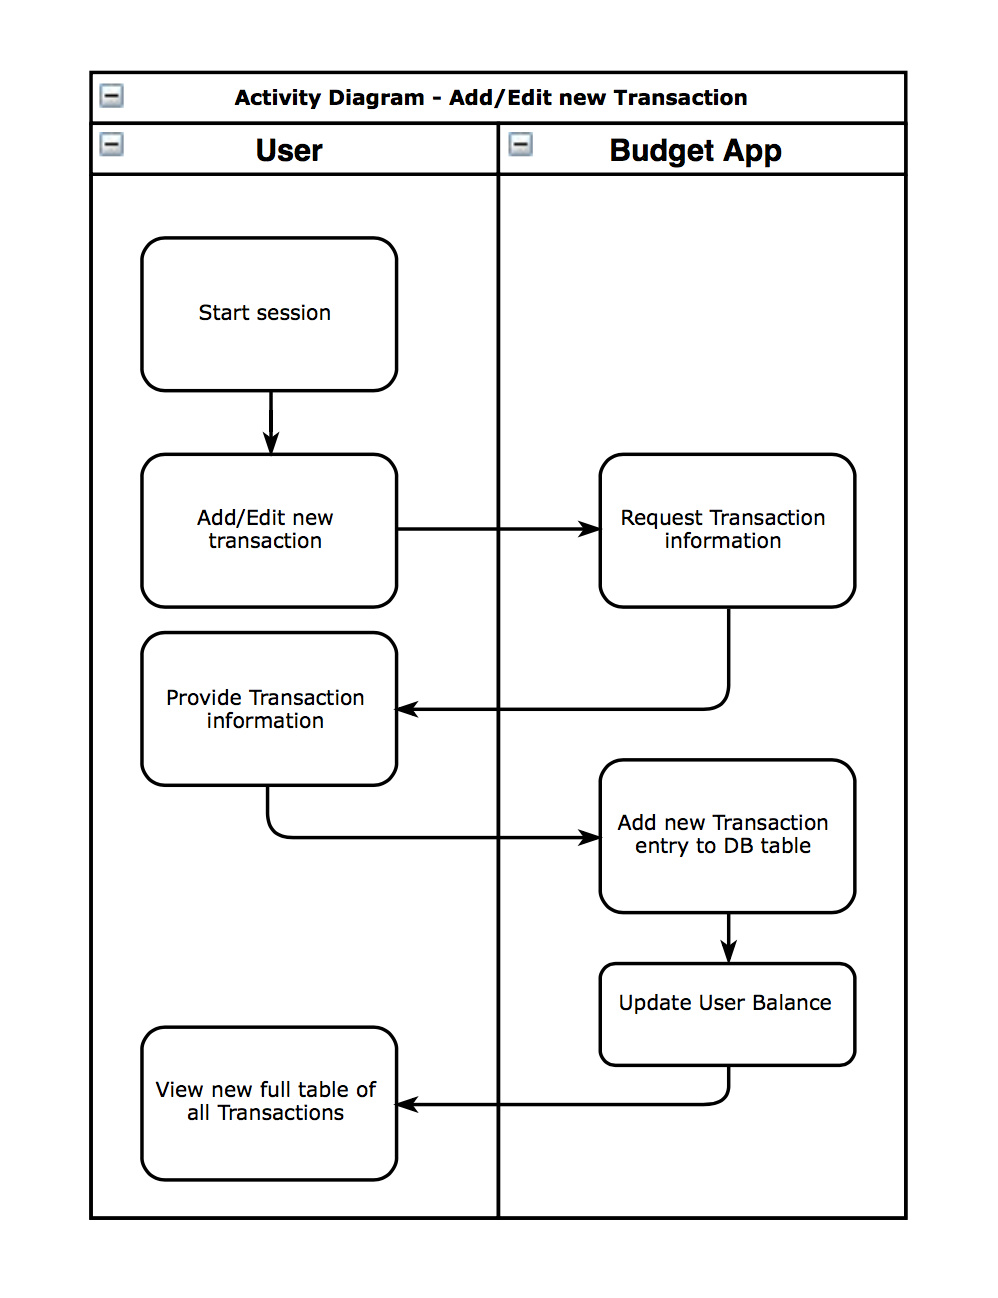 Activity Diagram - Add/Edit new Transaction
User
Budget App
Start session
Add/Edit new
transaction
Request Transaction
information
Provide Transaction
information
Add new Transaction
entry to DB table
Update User Balance
View new full table of
all Transactions